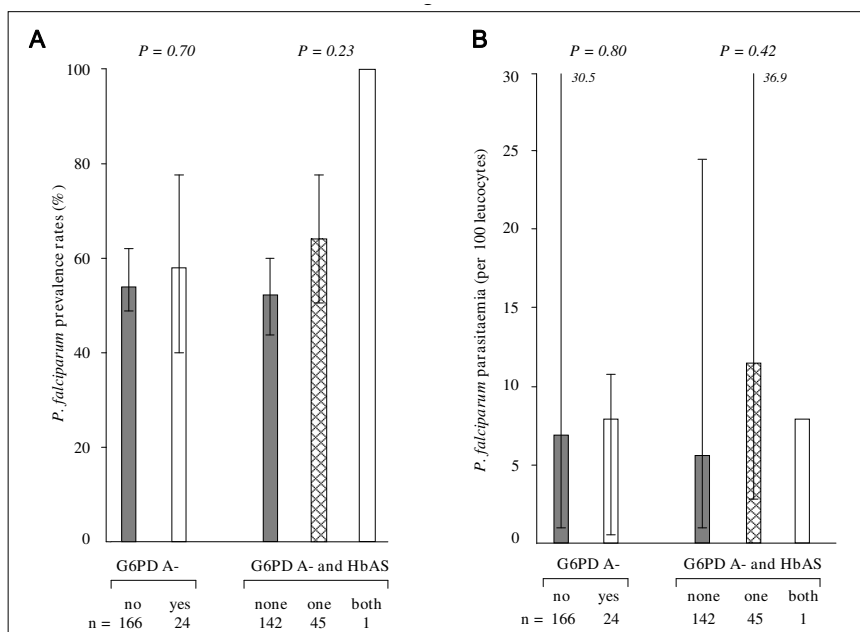 A
P = 0.70
P = 0.23
P. falciparum prevalence rates (%)
100
80
60
40
20
0
G6PD A-
G6PD A- and HbAS
no
yes
none
one
both
n = 166
24
142
45
1
B
P = 0.80
P = 0.42
30.5
36.9
P. falciparum parasitaemia (per 100 leucocytes)
30
25
20
15
10
5
0
G6PD A-
G6PD A- and HbAS
no
yes
none
one
both
n = 166
24
142
45
1